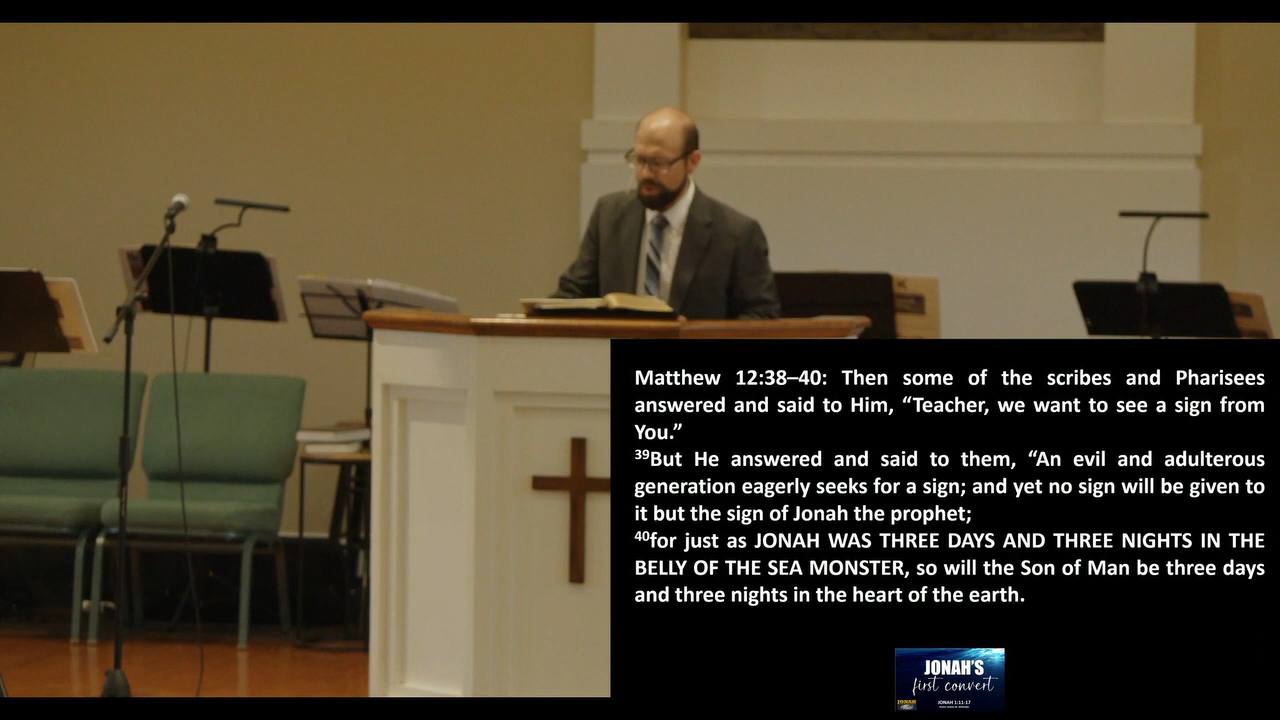 Matthew 12:38–40: Then some of the scribes and Pharisees
answered and said to Him, “Teacher, we want to see a sign from
You.”
³⁹But He answered and said to them, “An evil and adulterous
generation eagerly seeks for a sign; and yet no sign will be given to
it but the sign of Jonah the prophet;
⁴⁰for just as JONAH WAS THREE DAYS AND THREE NIGHTS IN THE
BELLY OF THE SEA MONSTER, so will the Son of Man be three days
and three nights in the heart of the earth.
JONAH'S
first convert
JONAH 1:11-17
JONAH